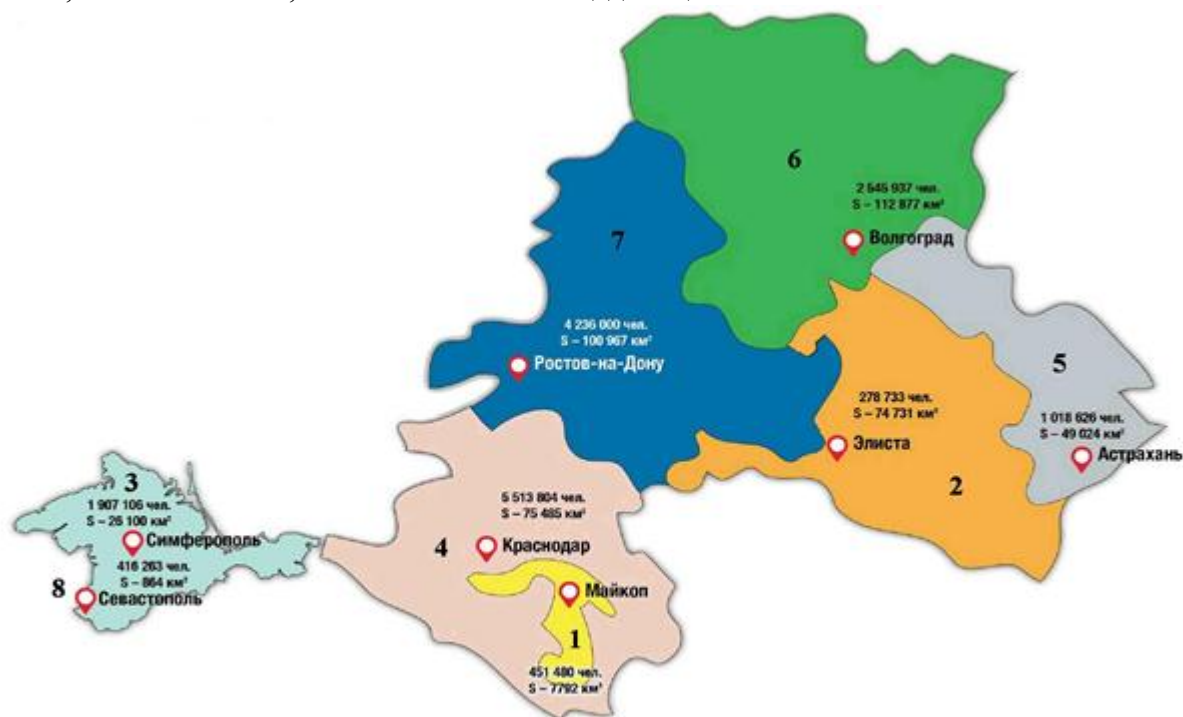 6
2 545 937 чел.
S – 112 877 км²
Волгоград
7
4 236 000 чел.
S – 100 967 км²
Ростов-на-Дону
5
278 733 чел.
S – 74 731 км²
Элиста
1 018 626 чел.
S – 49 024 км²
Астрахань
2
3
1 907 106 чел.
S – 26 100 км²
Симферополь
416 263 чел.
S – 864 км²
8
Севастополь
5 513 804 чел.
S – 75 485 км²
4
Краснодар
Майкоп
1
451 480 чел.
S – 7792 км²